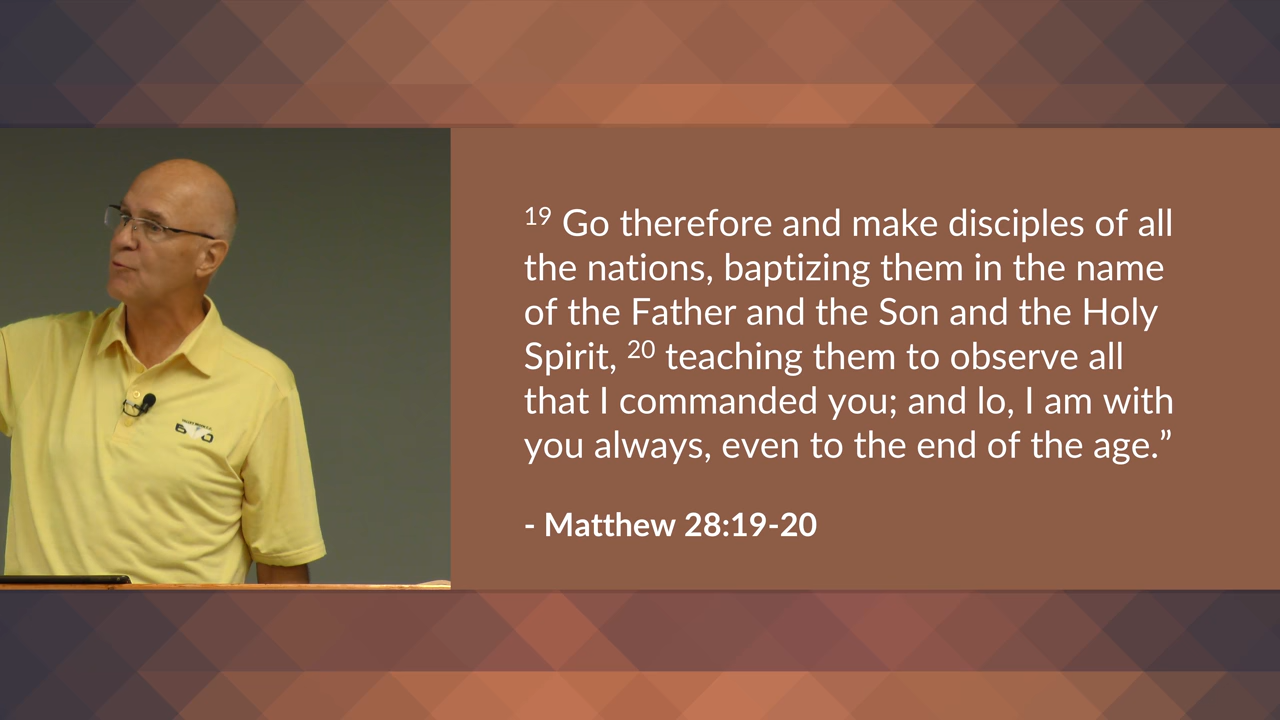 19 Go therefore and make disciples of all
the nations, baptizing them in the name
of the Father and the Son and the Holy
Spirit, 20 teaching them to observe all
that I commanded you; and lo, I am with
you always, even to the end of the age.”
- Matthew 28:19-20